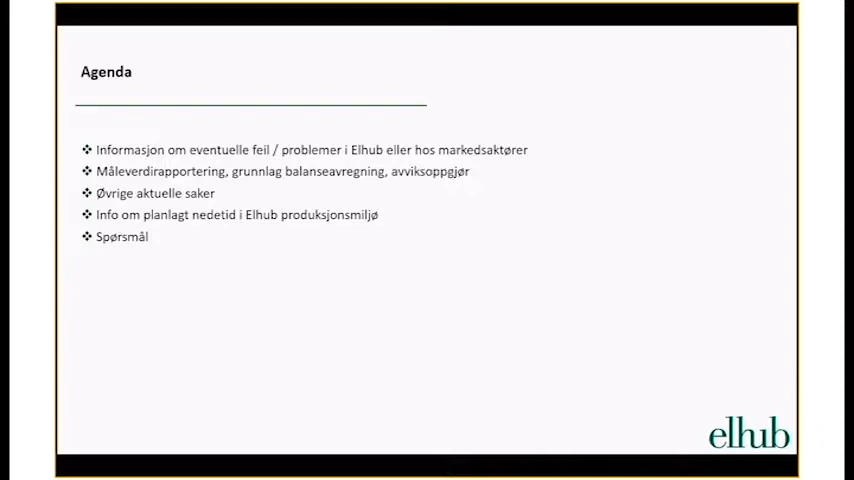 Agenda
❖ Informasjon om eventuelle feil / problemer i Elhub eller hos markedsaktører
❖ Måleverdirapportering, grunnlag balanseavregning, avviksoppgjør
❖ Øvrige aktuelle saker
❖ Info om planlagt nedetid i Elhub produksjonsmiljø
❖ Spørsmål
elhub